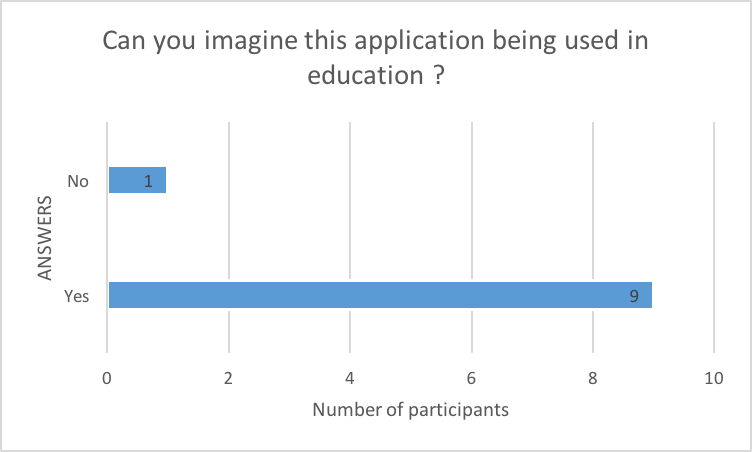 Can you imagine this application being used in
education ?
No
1
ANSWERS
Yes
9
0 2 4 6 8 10
Number of participants